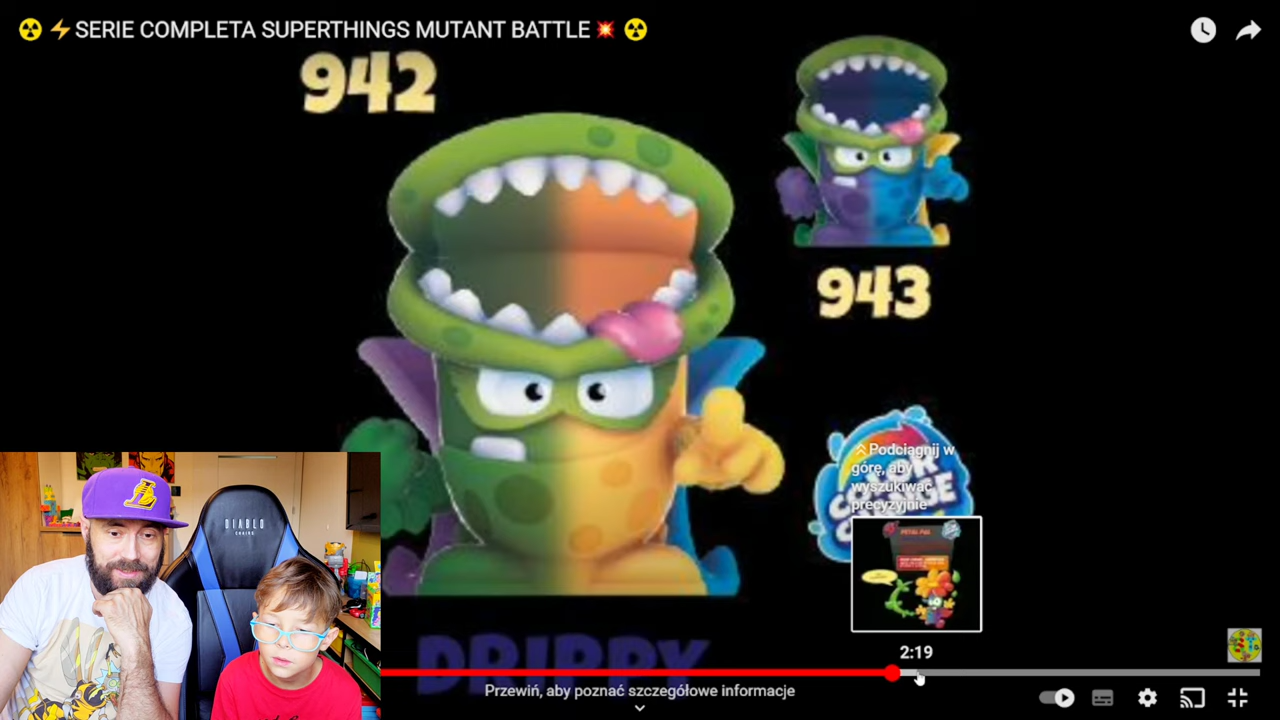 ☢️ ⚡SERIE COMPLETA SUPERTHINGS MUTANT BATTLE💥 ☢️
942
943
Podciągnij w
górę, aby
wyszukiwać
precyzyjnie
DIABLO
2:19
DRIPPY
Przewiń, aby poznać szczegółowe informacje